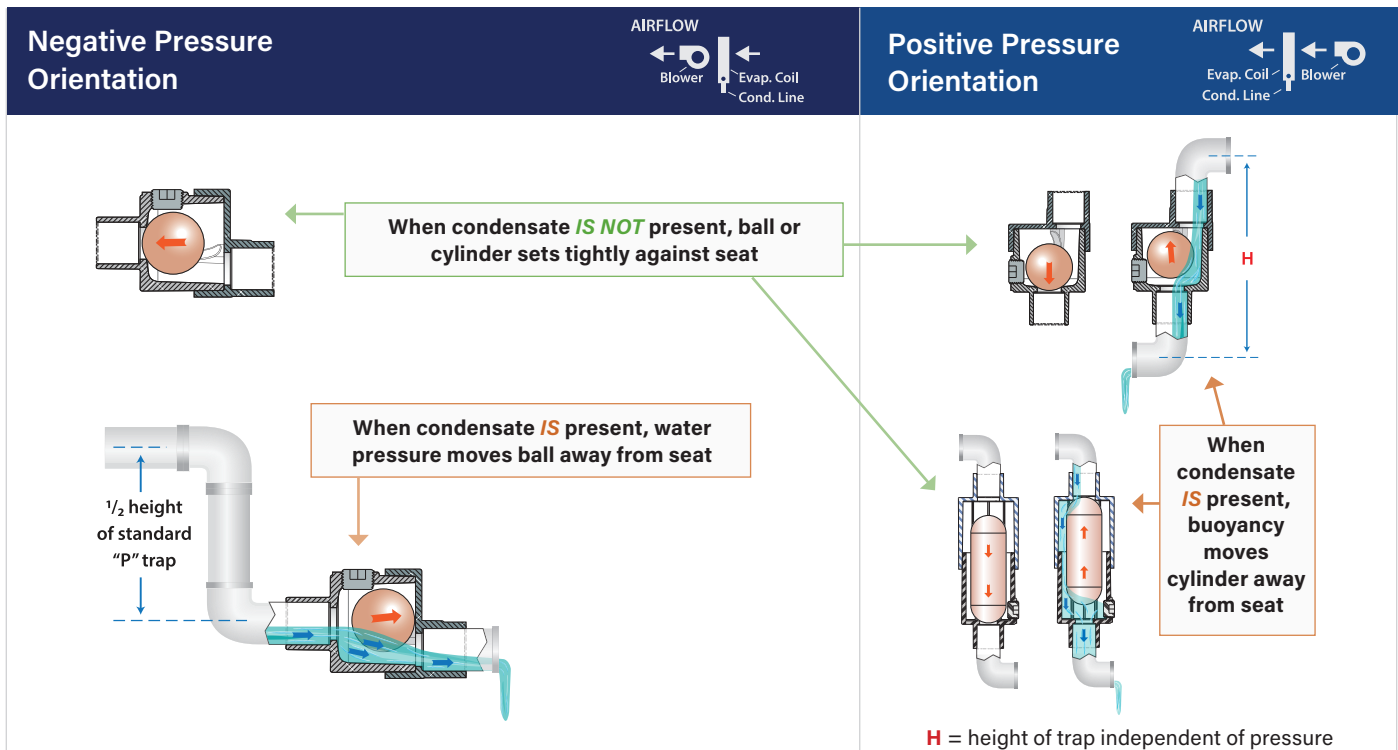 Negative Pressure
Orientation
AIRFLOW
Blower
Evap. Coil
Cond. Line
Positive Pressure
Orientation
AIRFLOW
Evap. Coil
Blower
Cond. Line
When condensate IS NOT present, ball or
cylinder sets tightly against seat
H
When condensate IS present, water
pressure moves ball away from seat
1/2 height
of standard
“P” trap
When
condensate
IS present,
buoyancy
moves
cylinder away
from seat
H = height of trap independent of pressure